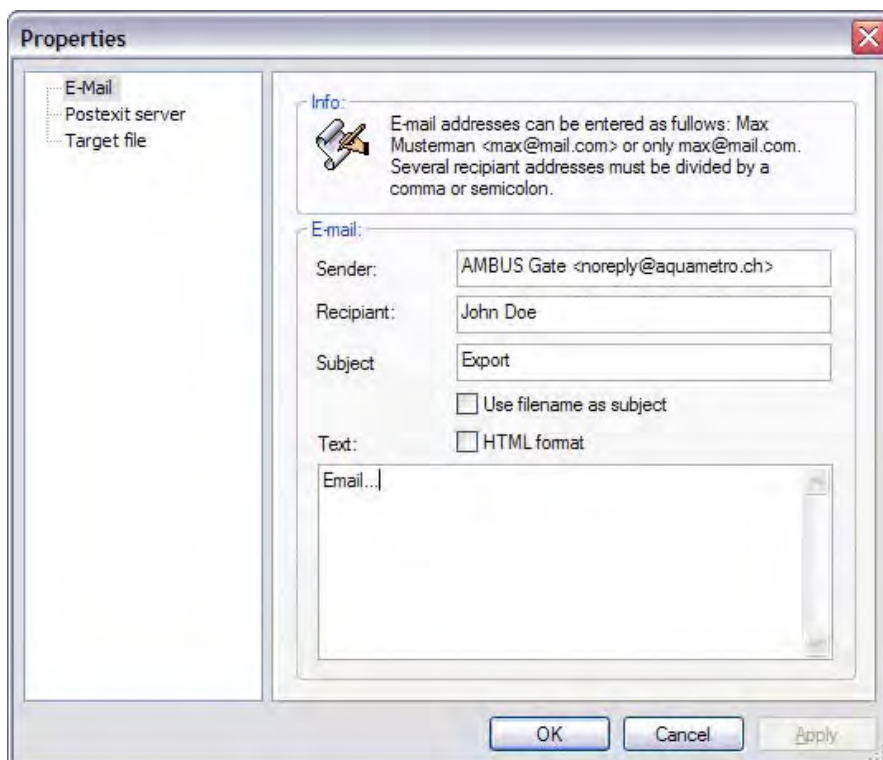 Properties
E-Mail
Postexit server
Target file
Info:
E-mail addresses can be entered as fullows: Max
Musterman <max@mail.com> or only max@mail.com.
Several recipiant addresses must be divided by a
comma or semicolon.
E-mail:
Sender: AMBUS Gate <noreply@aquametro.ch>
Recipiant: John Doe
Subject Export
Use filename as subject
Text: HTML format
Email...
OK Cancel Apply